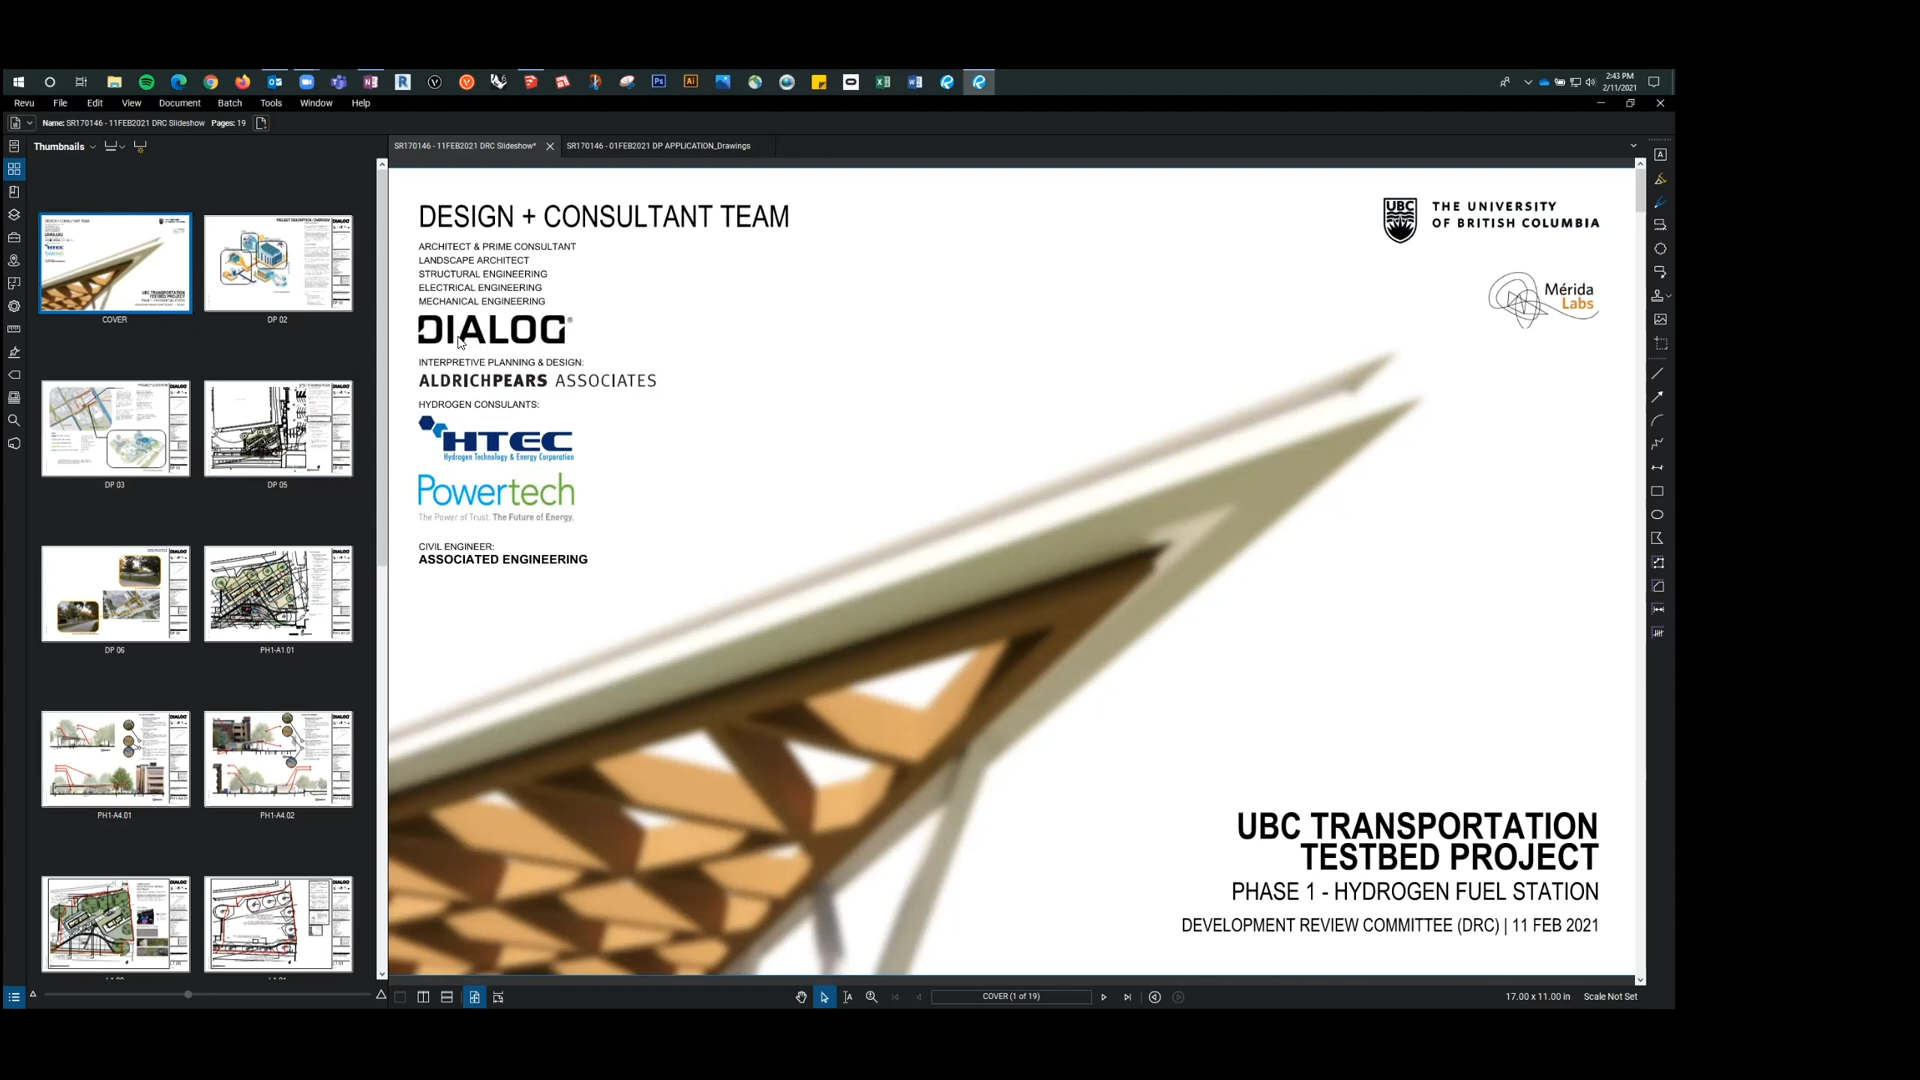 2:43 PM
2/11/2021
Revu File Edit View Document Batch Tools Window Help
Name: SR170146 - 11FEB2021 DRC Slideshow Pages: 19
Thumbnails
SR170146 - 11FEB2021 DRC Slideshow*
SR170146 - 01FEB2021 DP APPLICATION_Drawings
COVER
DP 02
DP 03
DP 05
DP 06
PH1-A1.01
PH1-A4.01
PH1-A4.02
DESIGN + CONSULTANT TEAM
ARCHITECT & PRIME CONSULTANT
LANDSCAPE ARCHITECT
STRUCTURAL ENGINEERING
ELECTRICAL ENGINEERING
MECHANICAL ENGINEERING
DIALOG®
INTERPRETIVE PLANNING & DESIGN:
ALDRICHPEARS ASSOCIATES
HYDROGEN CONSULANTS:
HTEC
Hydrogen Technology & Energy Corporation
Powertech
The Power of Trust. The Future of Energy.
CIVIL ENGINEER:
ASSOCIATED ENGINEERING
UBC
THE UNIVERSITY
OF BRITISH COLUMBIA
Mérida
Labs
UBC TRANSPORTATION
TESTBED PROJECT
PHASE 1 - HYDROGEN FUEL STATION
DEVELOPMENT REVIEW COMMITTEE (DRC) | 11 FEB 2021
COVER (1 of 19)
17.00 x 11.00 in
Scale Not Set